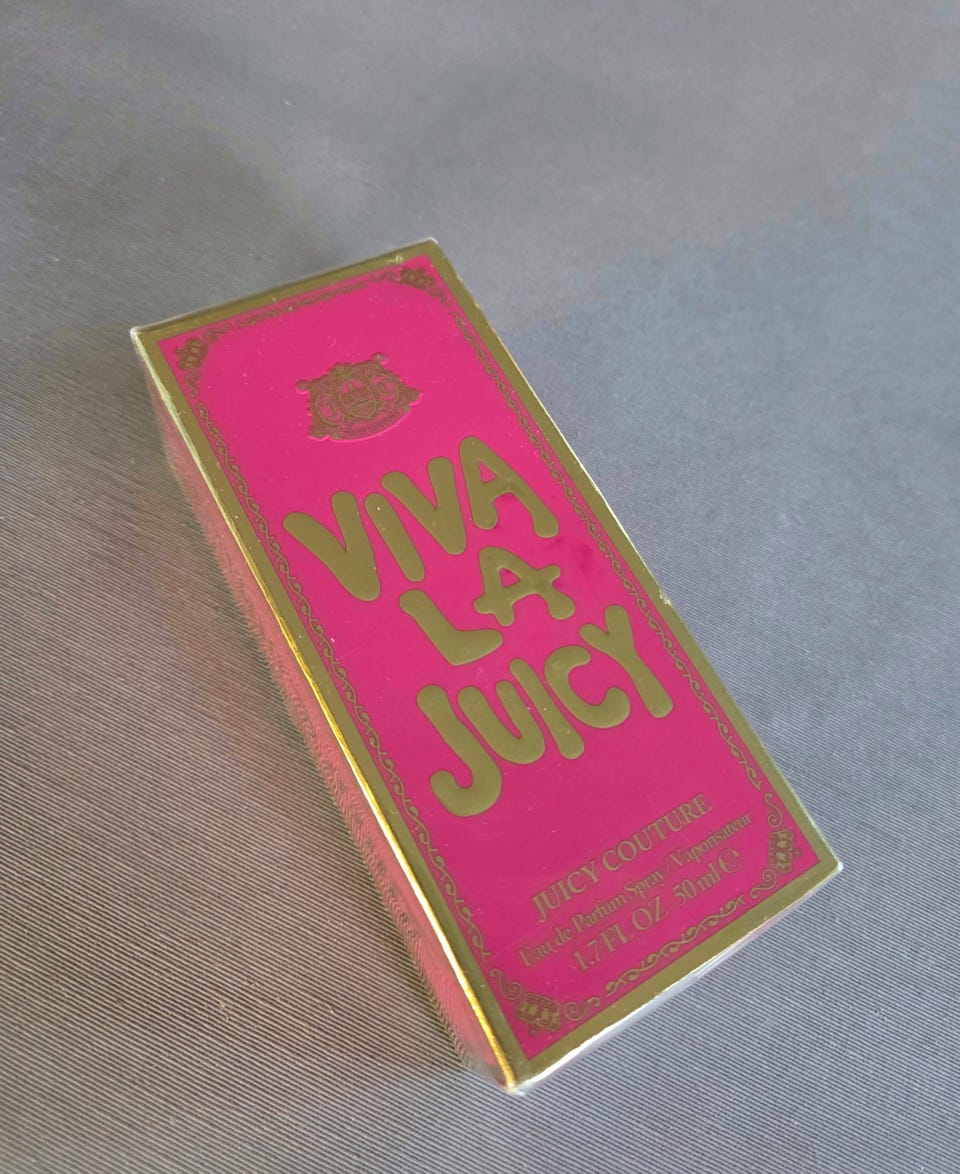 VIVA
LA
JUICY
JUICY COUTURE
Eau de Parfum Spray / Vaporisateur
1.7 FL OZ 50 ml ℮